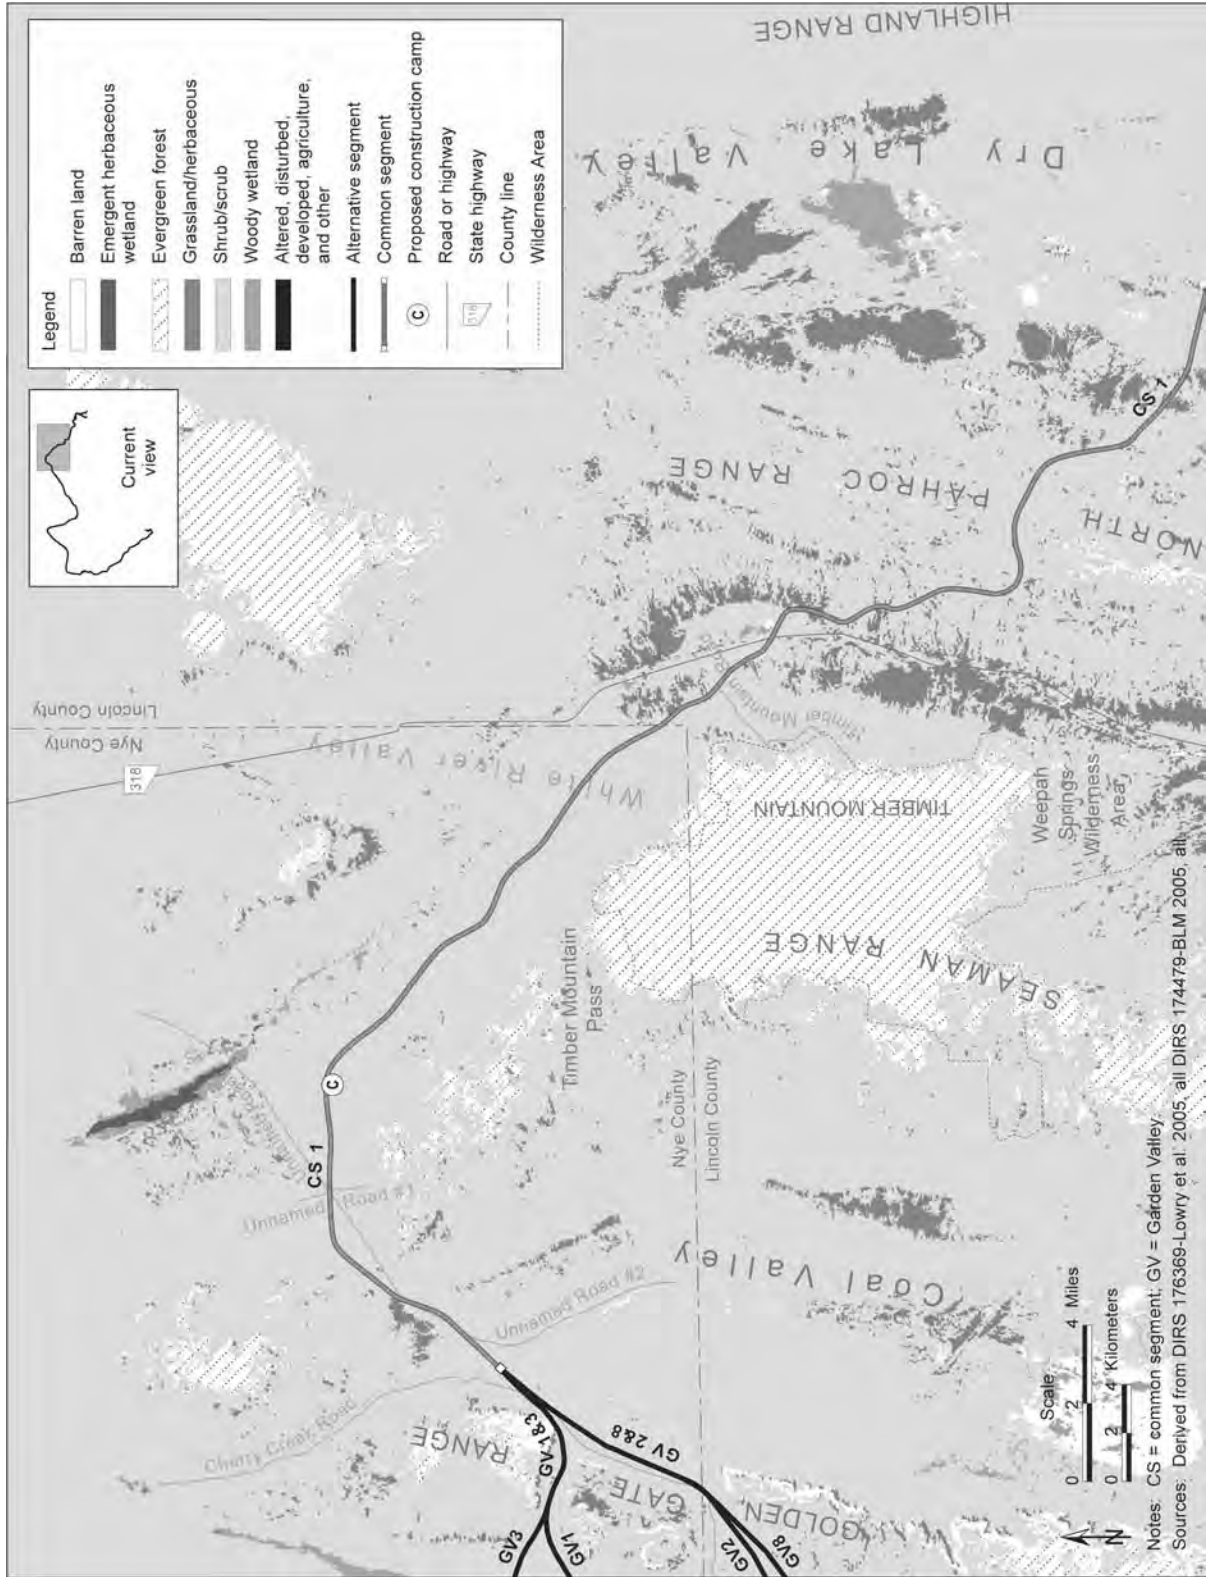 Legend
Barren land
Emergent herbaceous
wetland
Evergreen forest
Grassland/herbaceous
Shrub/scrub
Woody wetland
Altered, disturbed,
developed, agriculture,
and other
Alternative segment
Common segment
C Proposed construction camp
Road or highway
318 State highway
County line
Wilderness Area
Current
view
HIGHLAND RANGE
Dry Lake Valley
NORTH PAHROC RANGE
CS 1
Lincoln County
Nye County
318
White River Valley
Timber Mountain
TIMBER MOUNTAIN
Weepah
Springs
Wilderness
Area
SEAMAN RANGE
Timber Mountain
Pass
Nye County
Lincoln County
C
CS 1
Unnamed Road #1
Unnamed Road #2
Coal Valley
Cherry Creek Road
GV 1&3
GV 2&8
GV3
GV1
GV2
GV8
GOLDEN GATE RANGE
Scale
0 2 4 Miles
0 2 4 Kilometers
N
Notes: CS = common segment; GV = Garden Valley.
Sources: Derived from DIRS 176369-Lowry et al. 2005, all DIRS 174479-BLM 2005, all.